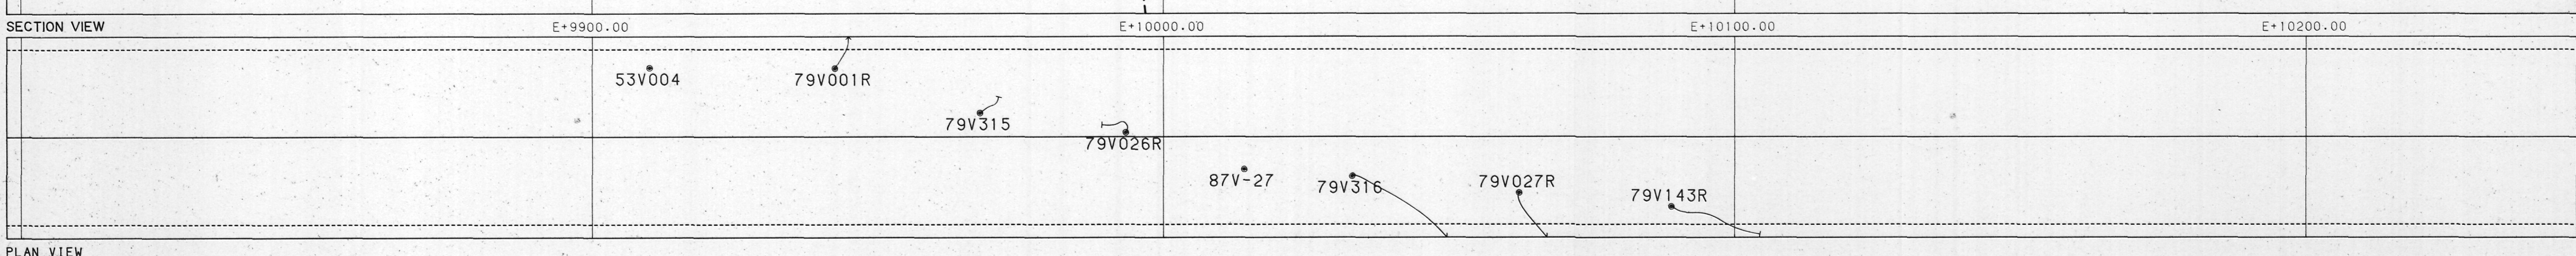 SECTION VIEW E+9900.00 E+10000.00 E+10100.00 E+10200.00
53V004 79V001R
79V315
79V026R
87V-27 79V316 79V027R
79V143R
PLAN VIEW